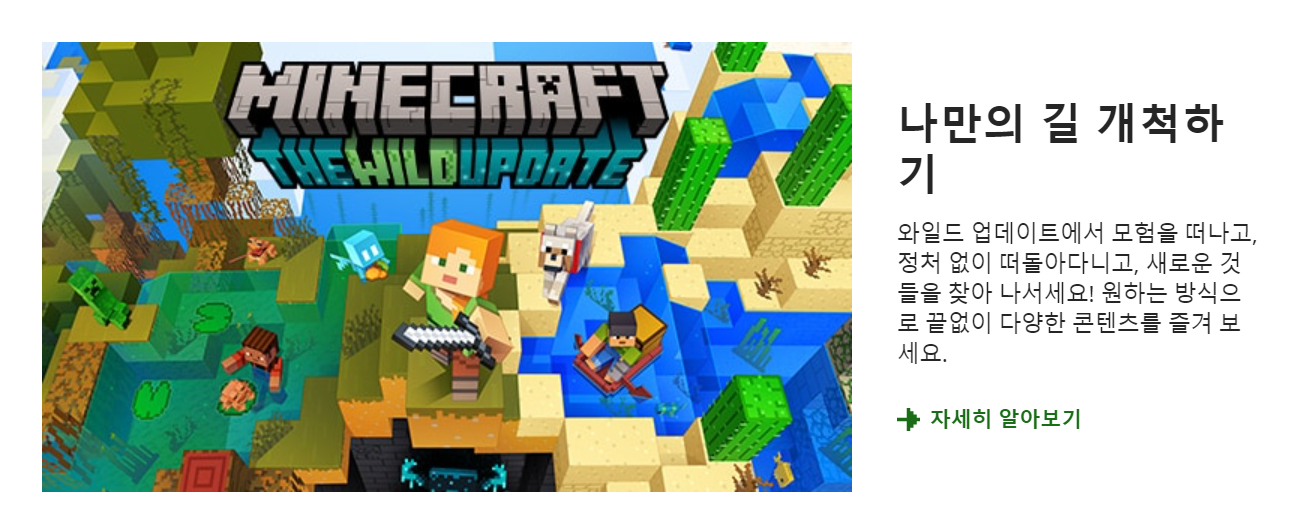 MINECRAFT
THE WILD UPDATE
나만의 길 개척하
기
와일드 업데이트에서 모험을 떠나고,
정처 없이 떠돌아다니고, 새로운 것
들을 찾아 나서세요! 원하는 방식으
로 끝없이 다양한 콘텐츠를 즐겨 보
세요.
자세히 알아보기